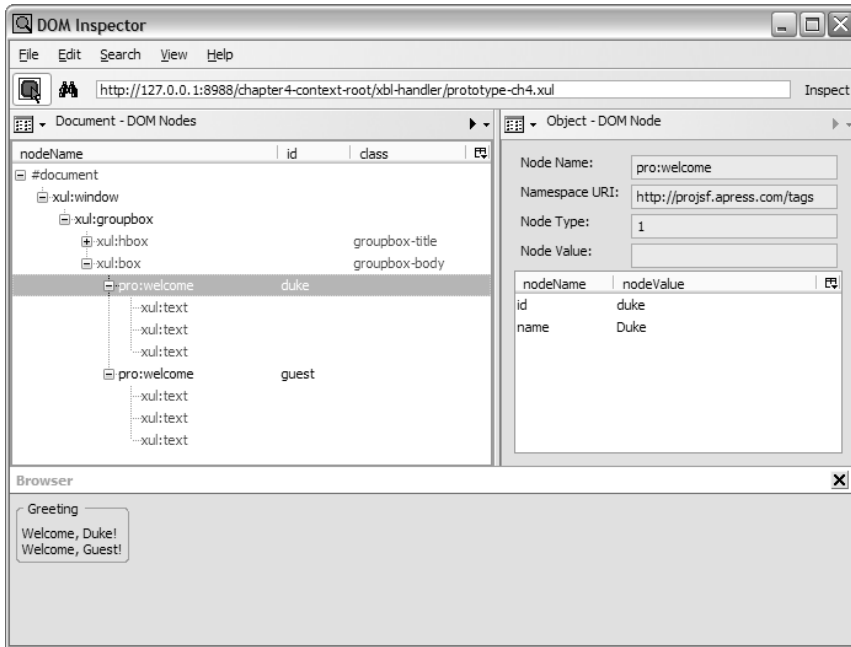 DOM Inspector
File Edit Search View Help
http://127.0.0.1:8988/chapter4-context-root/xbl-handler/prototype-ch4.xul Inspect
Document - DOM Nodes
nodeName id class
#document
xul:window
xul:groupbox
xul:hbox groupbox-title
xul:box groupbox-body
pro:welcome duke
xul:text
xul:text
xul:text
pro:welcome guest
xul:text
xul:text
xul:text
Object - DOM Node
Node Name: pro:welcome
Namespace URI: http://projsf.apress.com/tags
Node Type: 1
Node Value:
nodeName nodeValue
id duke
name Duke
Browser
Greeting
Welcome, Duke!
Welcome, Guest!